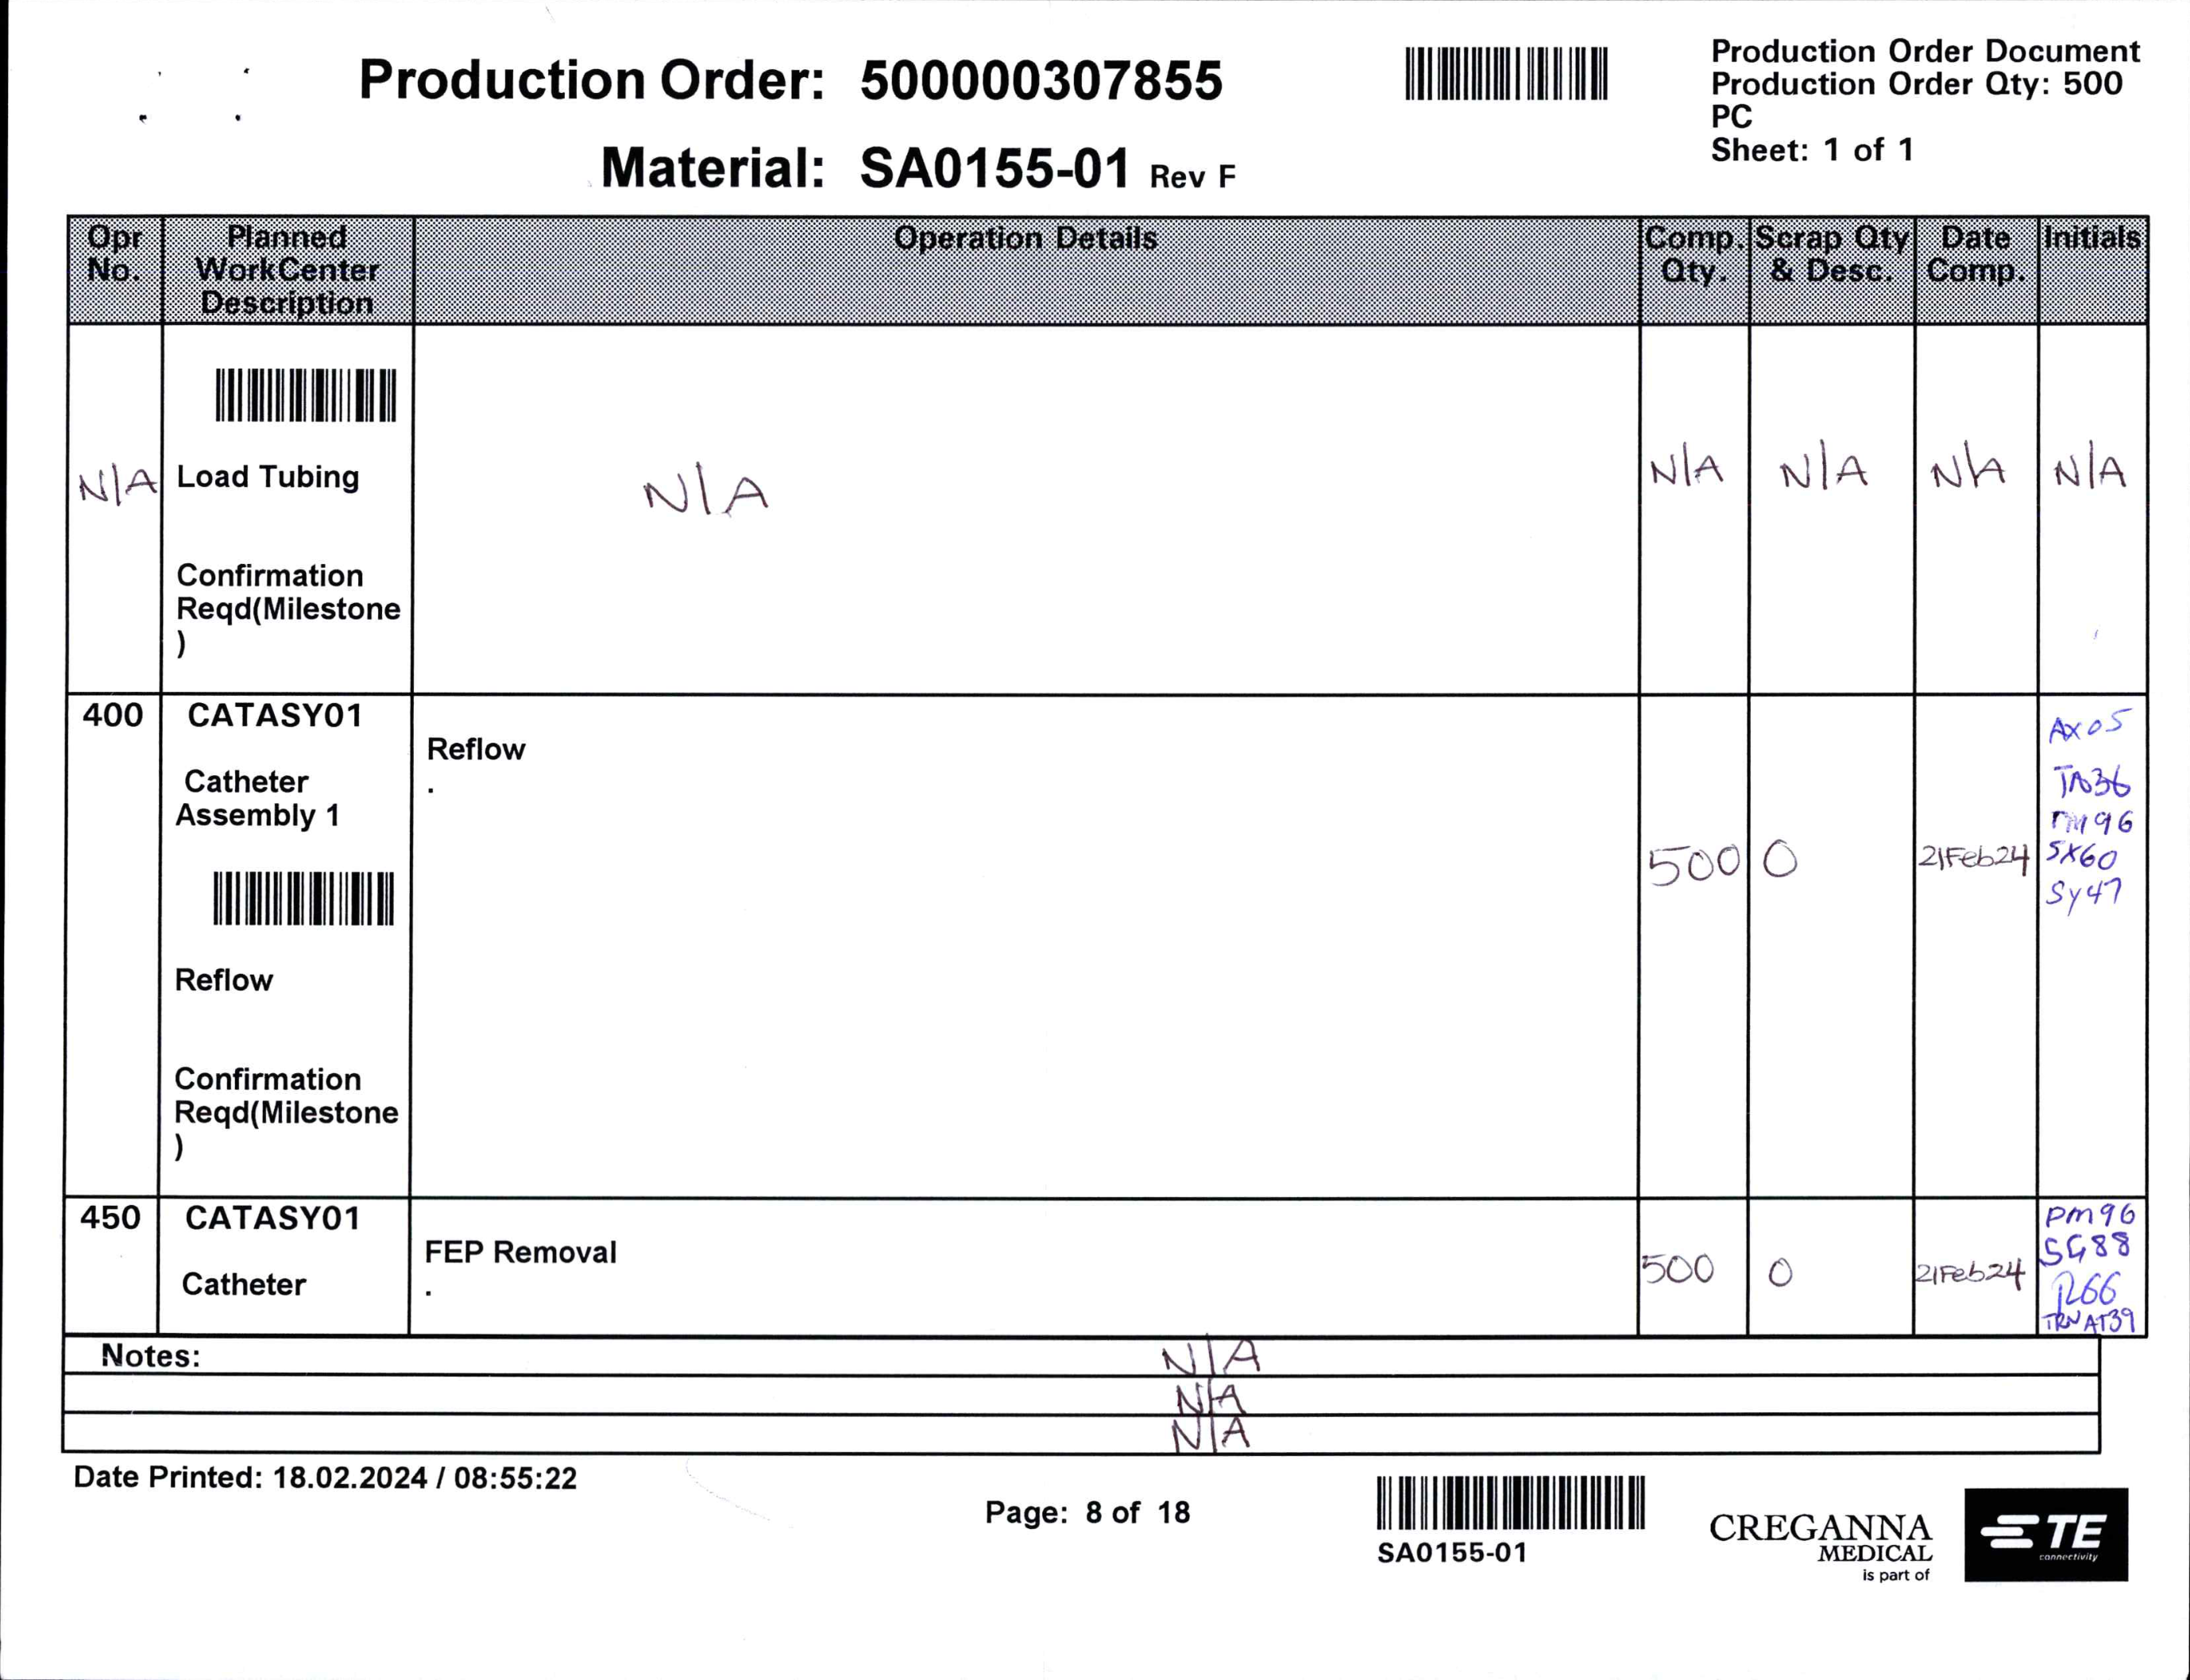 Production Order: 500000307855
Material: SA0155-01 Rev F
Production Order Document
Production Order Qty: 500
PC
Sheet: 1 of 1
Opr No.
Planned WorkCenter Description
Operation Details
Comp. Qty.
Scrap Qty & Desc.
Date Comp.
Initials
N/A
Load Tubing
N/A
N/A
N/A
N/A
N/A
Confirmation
Reqd(Milestone
)
400
CATASY01
Catheter
Assembly 1
Reflow
.
500
0
21Feb24
AX05
TA36
PM96
SX60
SY47
Reflow
Confirmation
Reqd(Milestone
)
450
CATASY01
Catheter
FEP Removal
.
500
0
21Feb24
PM96
SG88
TRN AT39
Notes:
N/A
N/A
N/A
Date Printed: 18.02.2024 / 08:55:22
Page: 8 of 18
SA0155-01
CREGANNA
MEDICAL
is part of
TE
connectivity